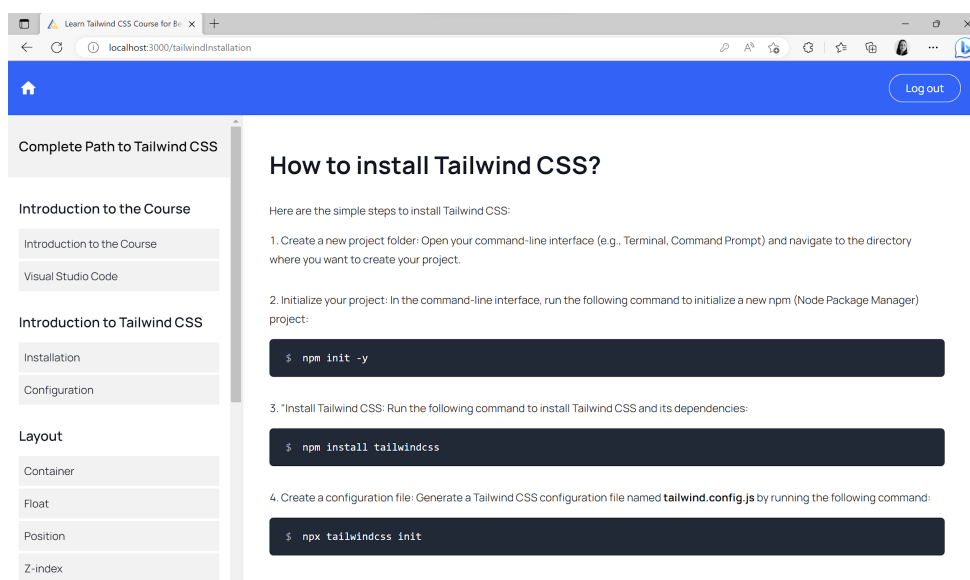 Learn Tailwind CSS Course for Be
localhost:3000/tailwindInstallation
Log out
Complete Path to Tailwind CSS
Introduction to the Course
Introduction to the Course
Visual Studio Code
Introduction to Tailwind CSS
Installation
Configuration
Layout
Container
Float
Position
Z-index
How to install Tailwind CSS?
Here are the simple steps to install Tailwind CSS:
1. Create a new project folder: Open your command-line interface (e.g., Terminal, Command Prompt) and navigate to the directory
where you want to create your project.
2. Initialize your project: In the command-line interface, run the following command to initialize a new npm (Node Package Manager)
project:
$ npm init -y
3. "Install Tailwind CSS: Run the following command to install Tailwind CSS and its dependencies:
$ npm install tailwindcss
4. Create a configuration file: Generate a Tailwind CSS configuration file named tailwind.config.js by running the following command:
$ npx tailwindcss init